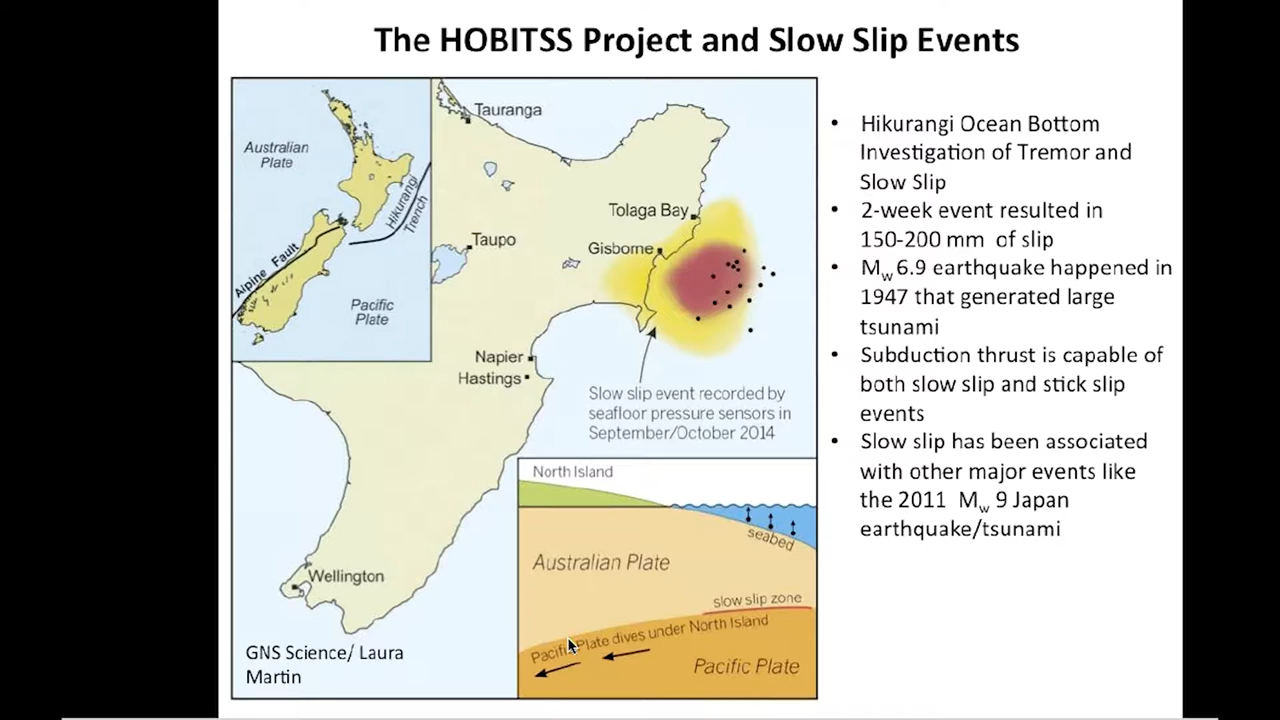 The HOBITSS Project and Slow Slip Events
Australian
Plate
Hikurangi
Trench
Alpine Fault
Pacific
Plate
Tauranga
Tolaga Bay
Gisborne
Taupo
Napier
Hastings
Slow slip event recorded by
seafloor pressure sensors in
September/October 2014
Wellington
GNS Science/ Laura
Martin
North Island
seabed
Australian Plate
slow slip zone
Pacific Plate dives under North Island
Pacific Plate
• Hikurangi Ocean Bottom
Investigation of Tremor and
Slow Slip
• 2-week event resulted in
150-200 mm of slip
• Mw 6.9 earthquake happened in
1947 that generated large
tsunami
• Subduction thrust is capable of
both slow slip and stick slip
events
• Slow slip has been associated
with other major events like
the 2011 Mw 9 Japan
earthquake/tsunami